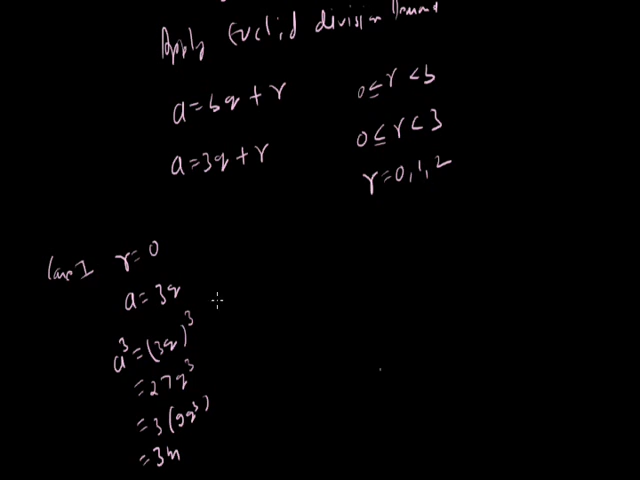 Apply Euclid division lemma
a = bq + r 0 ≤ r < b
a = 3q + r 0 ≤ r < 3
r = 0, 1, 2
Case I r = 0
a = 3q
a³ = (3q)³
= 27q³
= 3(9q³)
= 3m